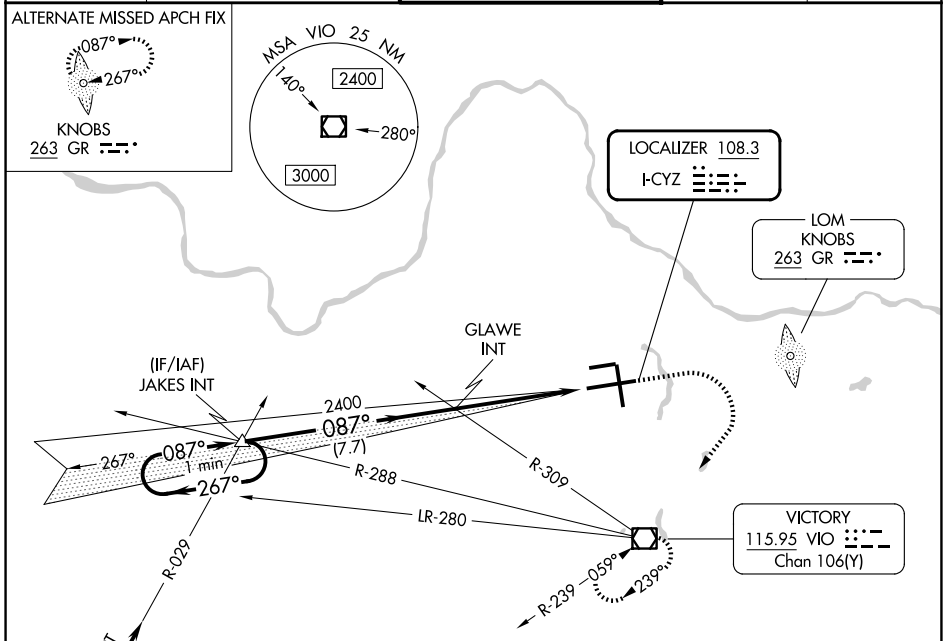 ALTERNATE MISSED APCH FIX
087°
267°
KNOBS
263 GR
MSA VIO 25 NM
140°
2400
280°
3000
LOCALIZER 108.3
I-CYZ
LOM
KNOBS
263 GR
GLAWE
INT
(IF/IAF)
JAKES INT
2400
087°
(7.7)
267°
087°
1 min
267°
R-288
R-309
LR-280
R-029
VICTORY
115.95 VIO
Chan 106(Y)
R-239
059°
239°